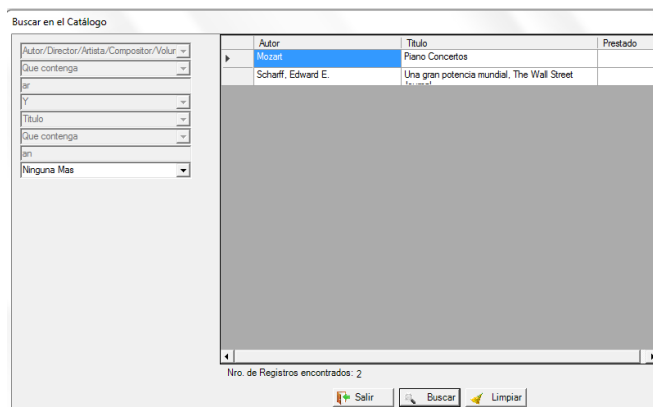 Buscar en el Catálogo
Autor/Director/Artista/Compositor/Volur
Que contenga
ar
Y
Titulo
Que contenga
an
Ninguna Mas
Autor Titulo Prestado
Mozart Piano Concertos
Scharff, Edward E. Una gran potencia mundial, The Wall Street
Nro. de Registros encontrados: 2
Salir Buscar Limpiar